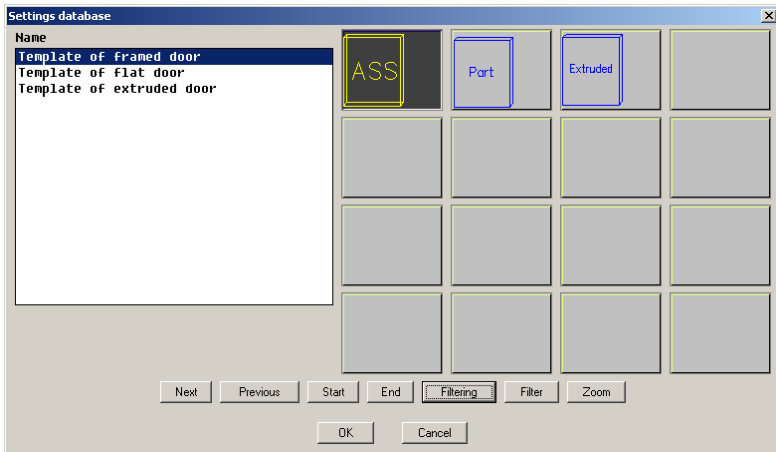 Settings database
Name
Template of framed door
Template of flat door
Template of extruded door
ASS
Part
Extruded
Next Previous Start End Filtering Filter Zoom
OK Cancel